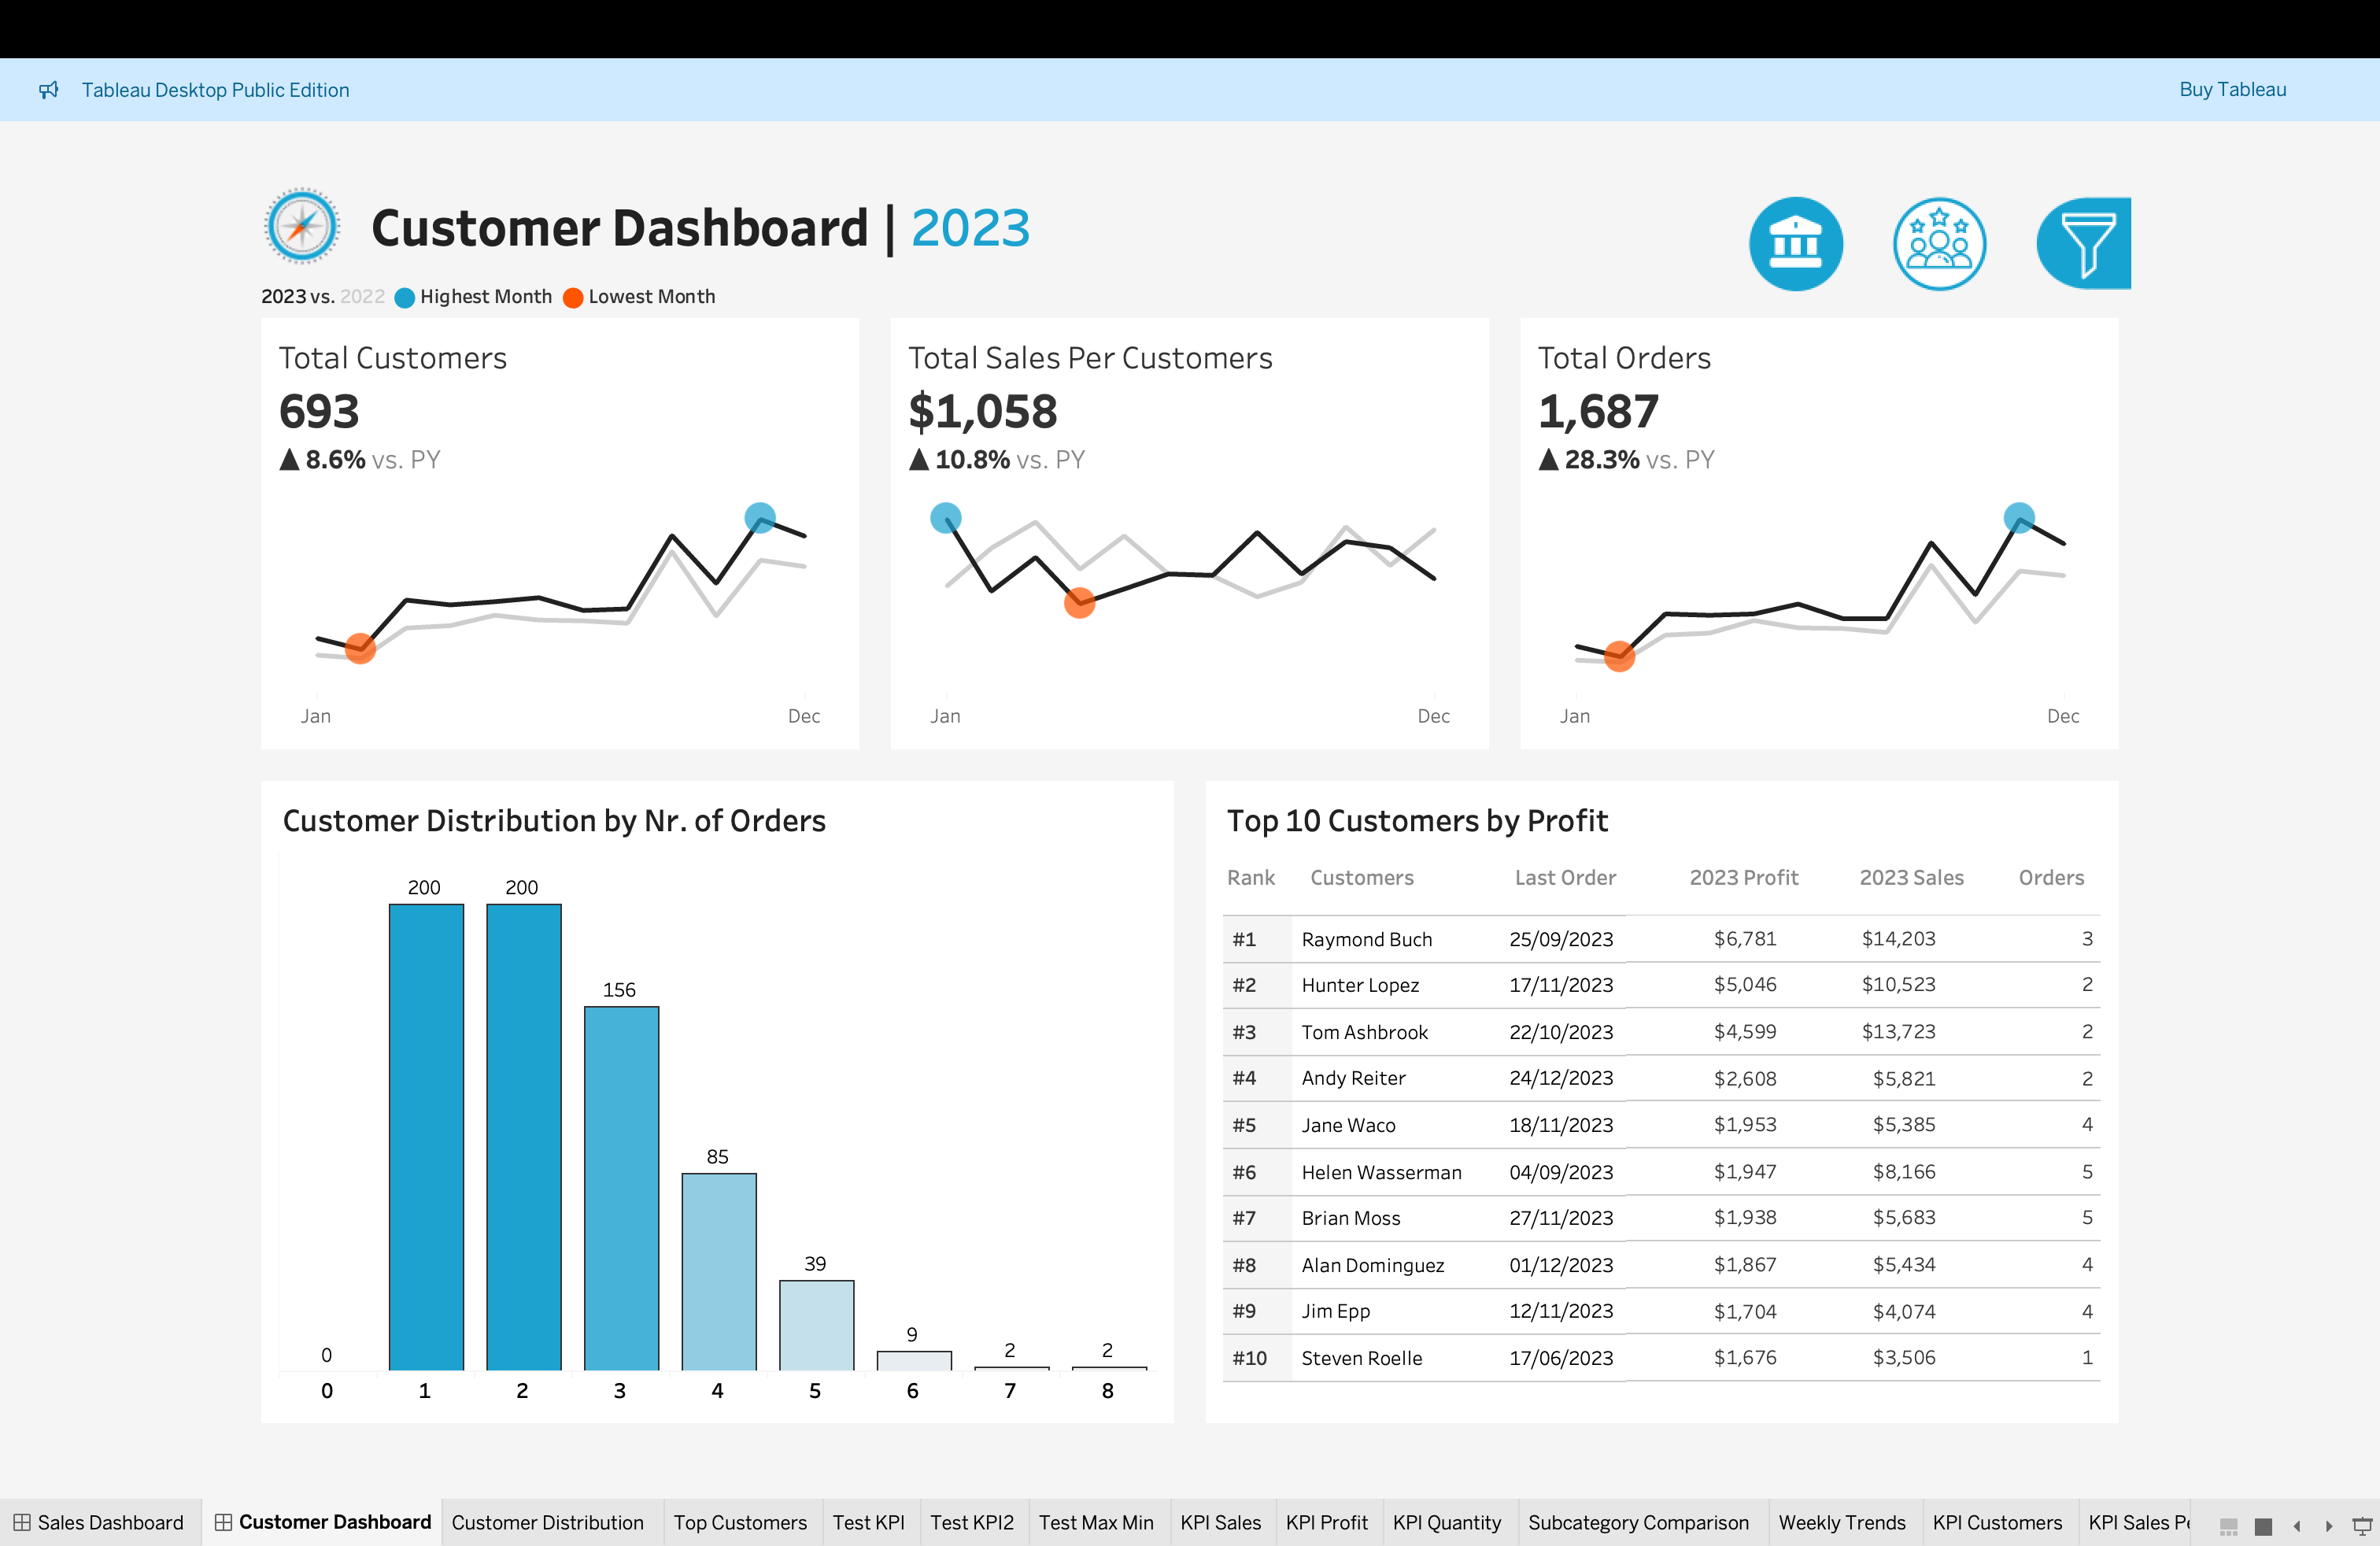 Tableau Desktop Public Edition
Buy Tableau
Customer Dashboard | 2023
2023 vs. 2022 Highest Month Lowest Month
Total Customers
693
▲ 8.6% vs. PY
Jan Dec
Total Sales Per Customers
$1,058
▲ 10.8% vs. PY
Jan Dec
Total Orders
1,687
▲ 28.3% vs. PY
Jan Dec
Customer Distribution by Nr. of Orders
0 200 200 156 85 39 9 2 2
0 1 2 3 4 5 6 7 8
Top 10 Customers by Profit
Rank Customers Last Order 2023 Profit 2023 Sales Orders
#1 Raymond Buch 25/09/2023 $6,781 $14,203 3
#2 Hunter Lopez 17/11/2023 $5,046 $10,523 2
#3 Tom Ashbrook 22/10/2023 $4,599 $13,723 2
#4 Andy Reiter 24/12/2023 $2,608 $5,821 2
#5 Jane Waco 18/11/2023 $1,953 $5,385 4
#6 Helen Wasserman 04/09/2023 $1,947 $8,166 5
#7 Brian Moss 27/11/2023 $1,938 $5,683 5
#8 Alan Dominguez 01/12/2023 $1,867 $5,434 4
#9 Jim Epp 12/11/2023 $1,704 $4,074 4
#10 Steven Roelle 17/06/2023 $1,676 $3,506 1
Sales Dashboard Customer Dashboard Customer Distribution Top Customers Test KPI Test KPI2 Test Max Min KPI Sales KPI Profit KPI Quantity Subcategory Comparison Weekly Trends KPI Customers KPI Sales